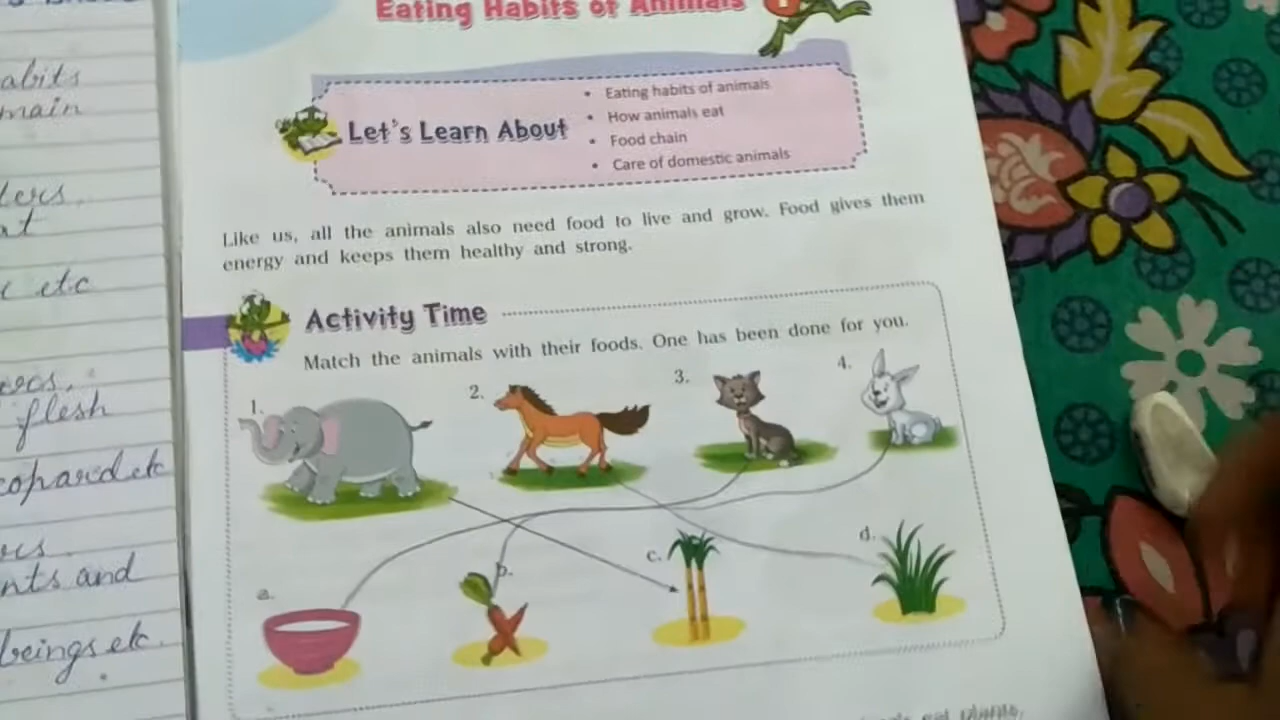 abits
main
at
etc
flesh
etc
nts and
beings etc.
Eating Habits of Animals
Let's Learn About
• Eating habits of animals
• How animals eat
• Food chain
• Care of domestic animals
Like us, all the animals also need food to live and grow. Food gives them
energy and keeps them healthy and strong.
Activity Time
Match the animals with their foods. One has been done for you.
1.
2.
3.
4.
a.
b.
c.
d.